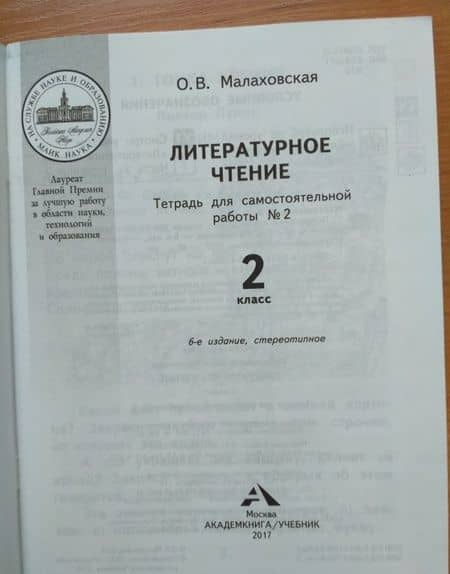 О. В. Малаховская
НА СЛУЖБЕ НАУКЕ И ОБРАЗОВАНИЮ
МАИК НАУКА
Лауреат
Главной Премии
за лучшую работу
в области науки,
технологий
и образования
ЛИТЕРАТУРНОЕ
ЧТЕНИЕ
Тетрадь для самостоятельной
работы № 2
2
класс
6-е издание, стереотипное
Москва
АКАДЕМКНИГА/УЧЕБНИК
2017